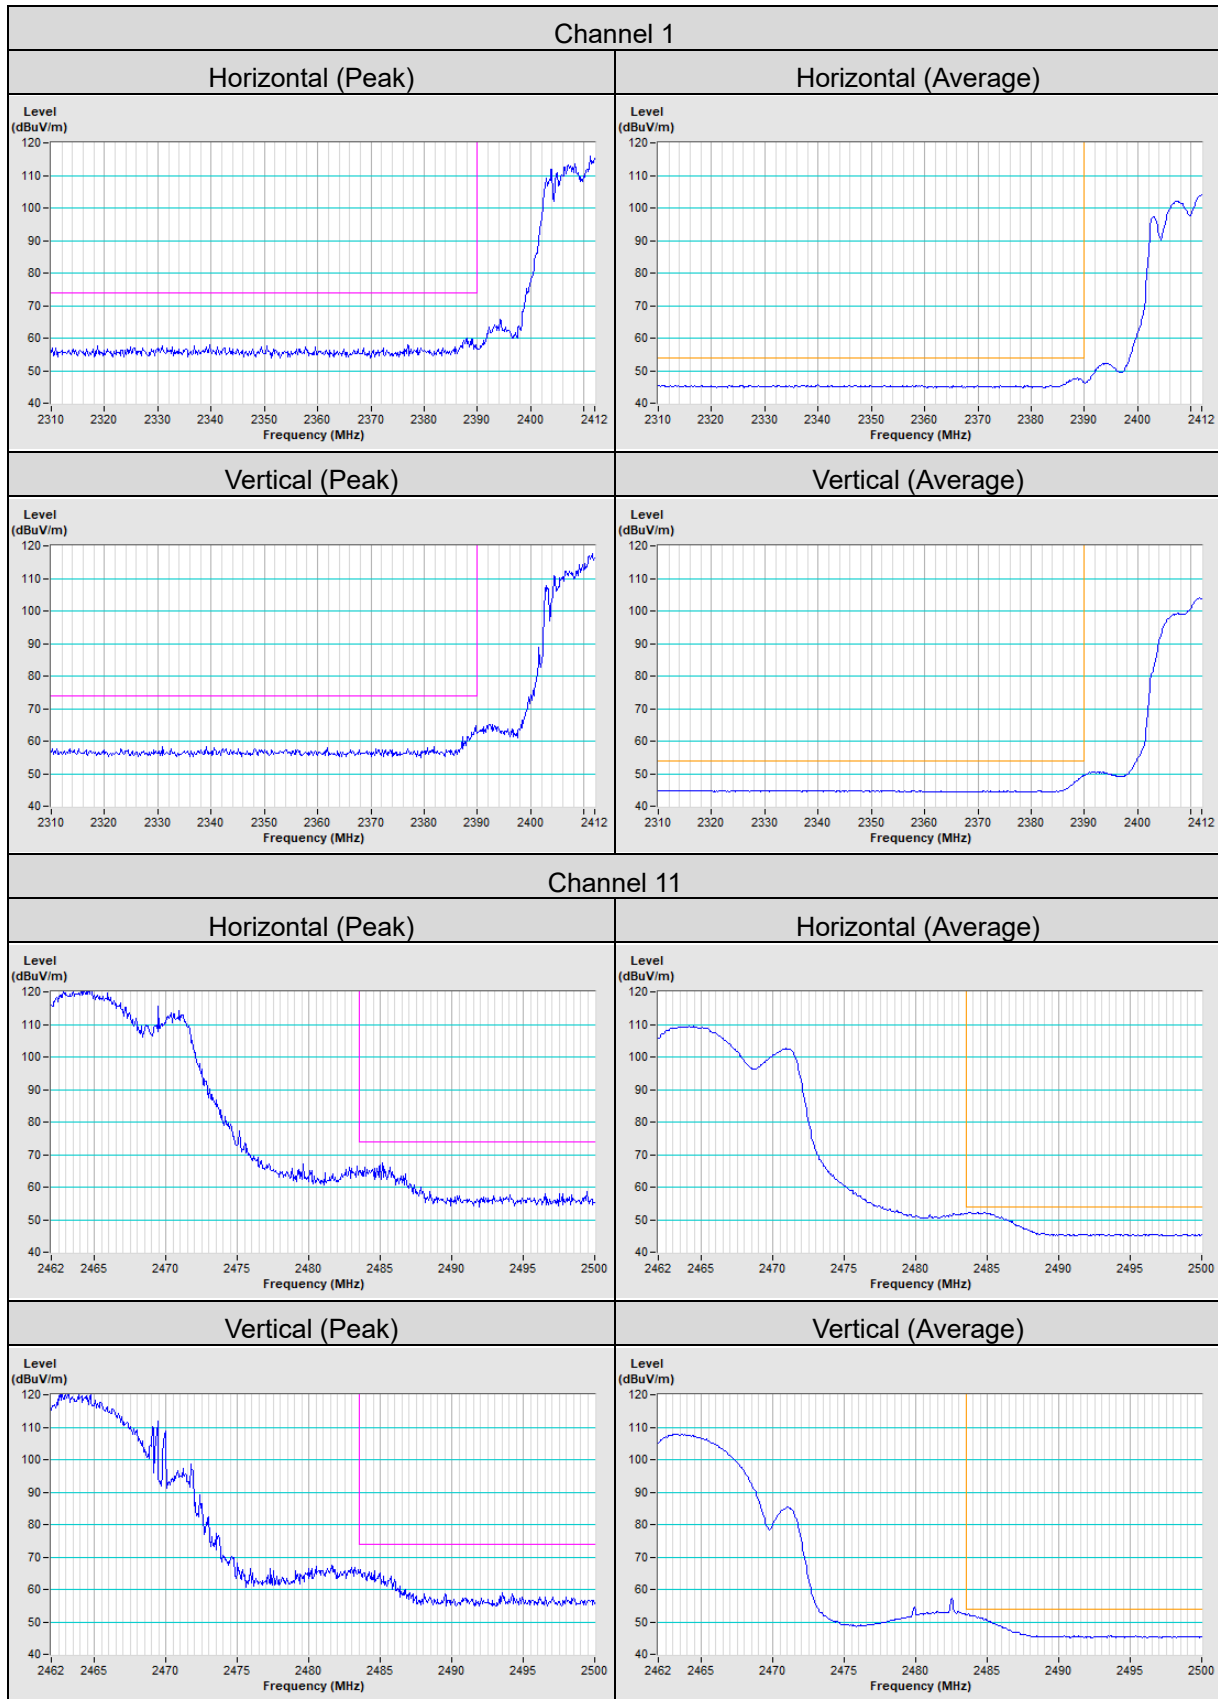 Channel 1
Horizontal (Peak) Horizontal (Average)
Level Level
(dBuV/m) (dBuV/m)
120 120
110 110
100 100
90 90
80 80
70 70
60 60
50 50
40 40
2310 2320 2330 2340 2350 2360 2370 2380 2390 2400 2412 2310 2320 2330 2340 2350 2360 2370 2380 2390 2400 2412
Frequency (MHz) Frequency (MHz)
Vertical (Peak) Vertical (Average)
Level Level
(dBuV/m) (dBuV/m)
120 120
110 110
100 100
90 90
80 80
70 70
60 60
50 50
40 40
2310 2320 2330 2340 2350 2360 2370 2380 2390 2400 2412 2310 2320 2330 2340 2350 2360 2370 2380 2390 2400 2412
Frequency (MHz) Frequency (MHz)
Channel 11
Horizontal (Peak) Horizontal (Average)
Level Level
(dBuV/m) (dBuV/m)
120 120
110 110
100 100
90 90
80 80
70 70
60 60
50 50
40 40
2462 2465 2470 2475 2480 2485 2490 2495 2500 2462 2465 2470 2475 2480 2485 2490 2495 2500
Frequency (MHz) Frequency (MHz)
Vertical (Peak) Vertical (Average)
Level Level
(dBuV/m) (dBuV/m)
120 120
110 110
100 100
90 90
80 80
70 70
60 60
50 50
40 40
2462 2465 2470 2475 2480 2485 2490 2495 2500 2462 2465 2470 2475 2480 2485 2490 2495 2500
Frequency (MHz) Frequency (MHz)